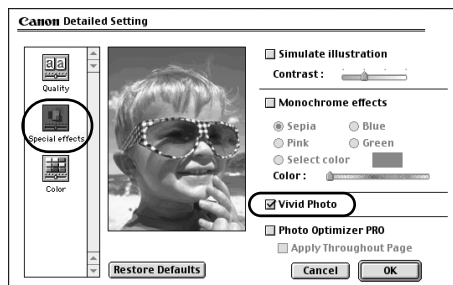 Canon Detailed Setting
aa
Quality
Special effects
Color
Simulate illustration
Contrast :
Monochrome effects
Sepia
Blue
Pink
Green
Select color
Color :
Vivid Photo
Photo Optimizer PRO
Apply Throughout Page
Restore Defaults
Cancel
OK